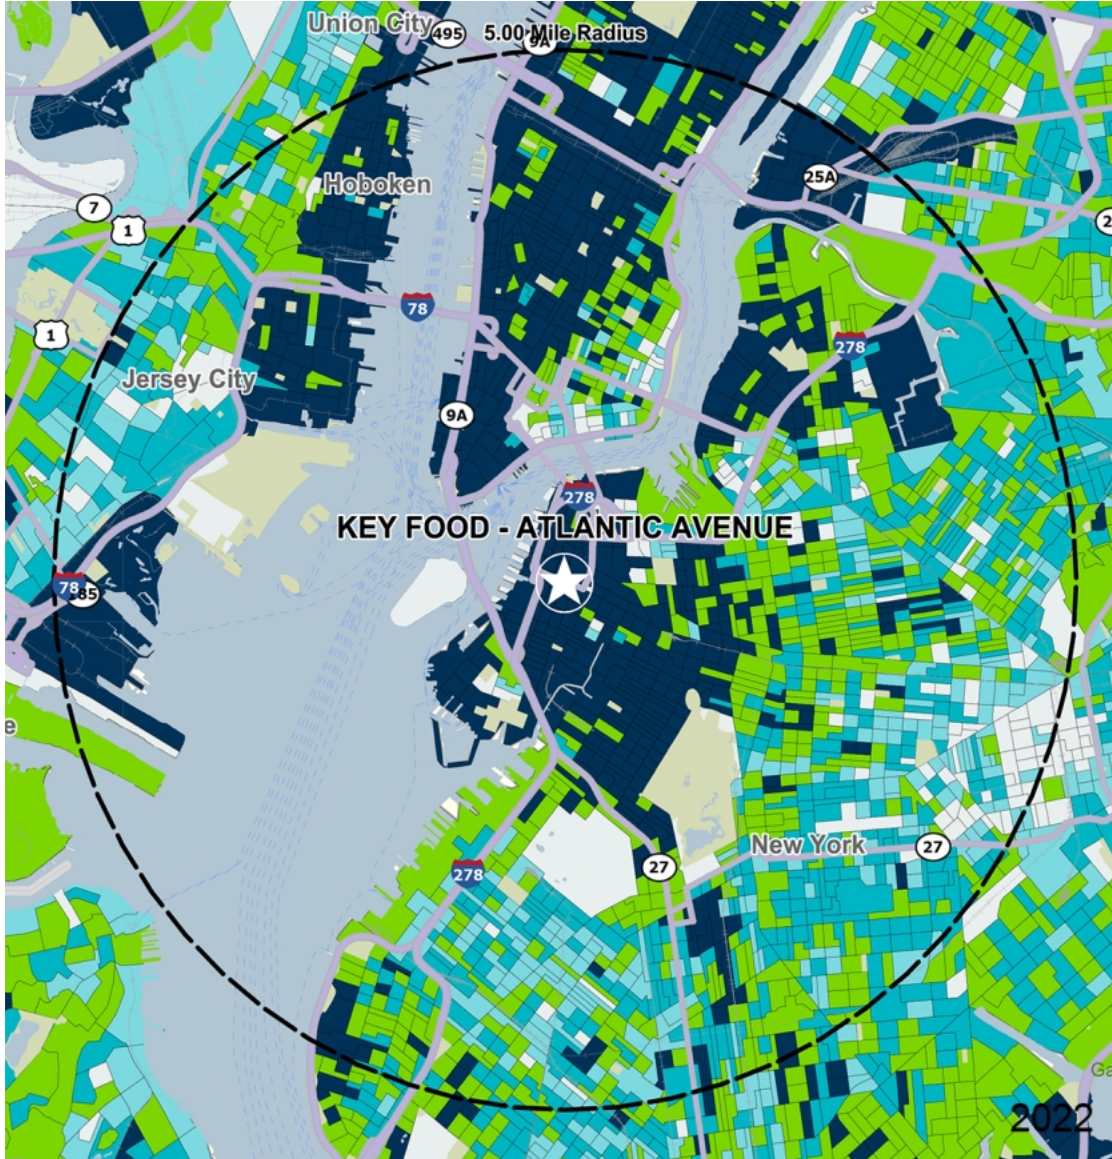 Union City
495
9A
5.00 Mile Radius
Hoboken
25A
7
1
78
1
278
Jersey City
9A
278
KEY FOOD - ATLANTIC AVENUE
78
New York
27
27
278
2022